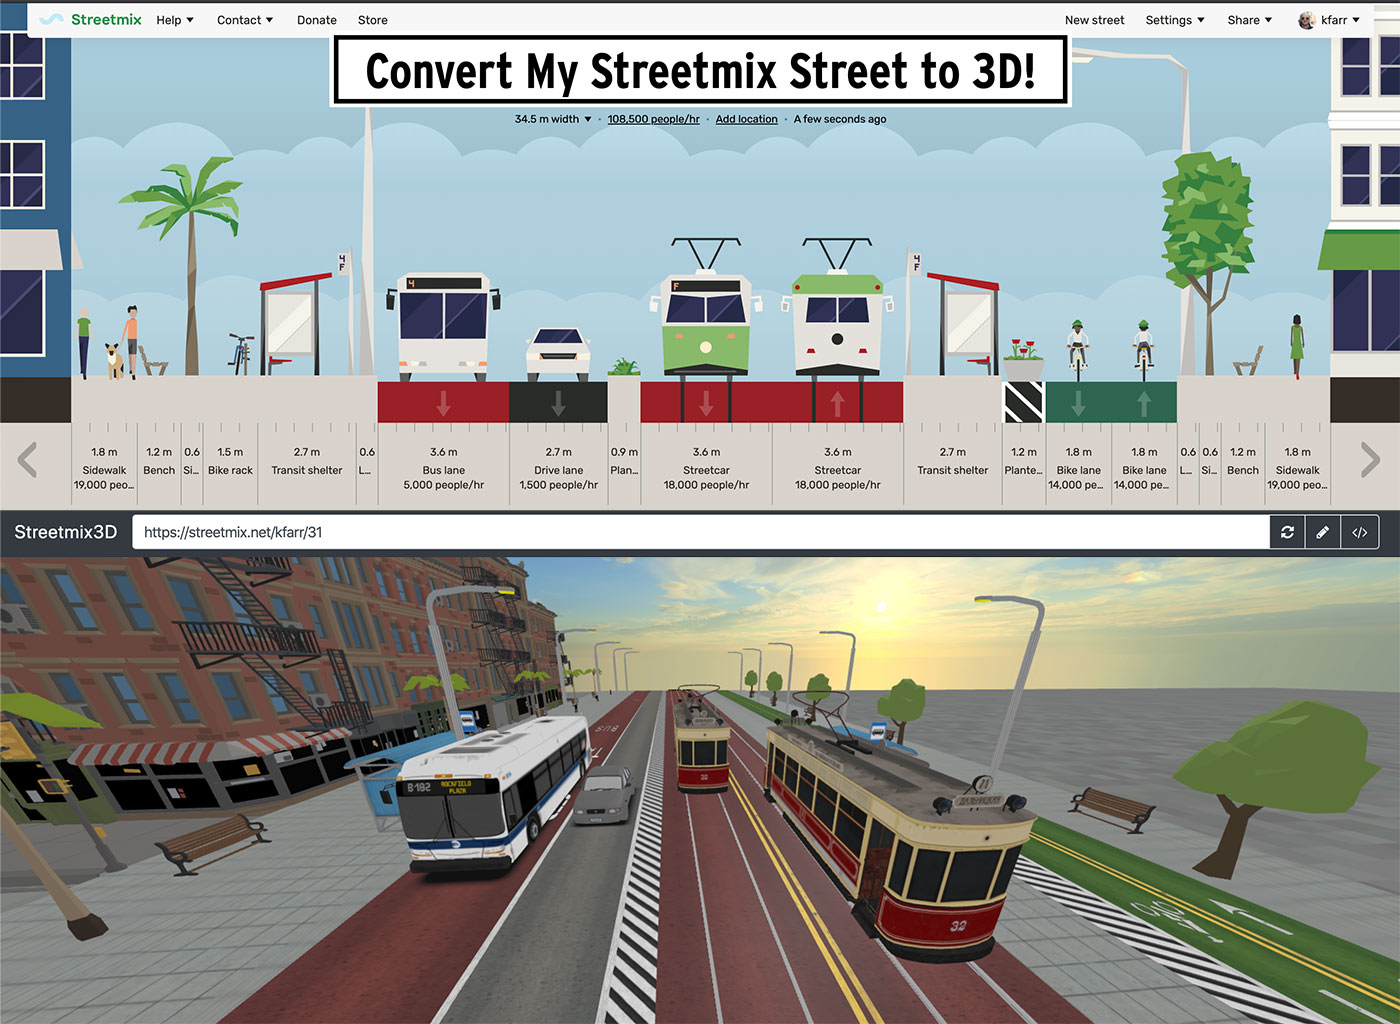 Streetmix Help Contact Donate Store New street Settings Share kfarr
Convert My Streetmix Street to 3D!
34.5 m width · 108,500 people/hr · Add location · A few seconds ago
4
F
4
F
4
F
1.8 m 1.2 m 0.6 1.5 m 2.7 m 0.6 3.6 m 2.7 m 0.9 m 3.6 m 3.6 m 2.7 m 1.2 m 1.8 m 1.8 m 0.6 0.6 1.2 m 1.8 m
Sidewalk Bench Si... Bike rack Transit shelter L... Bus lane Drive lane Plan... Streetcar Streetcar Transit shelter Plante... Bike lane Bike lane L... Si... Bench Sidewalk
19,000 peo... 5,000 people/hr 1,500 people/hr 18,000 people/hr 18,000 people/hr 14,000 pe... 14,000 pe... 19,000 peo...
Streetmix3D https://streetmix.net/kfarr/31
BUS
B-182 ROCKFIELD
PLAZA
32
21
32